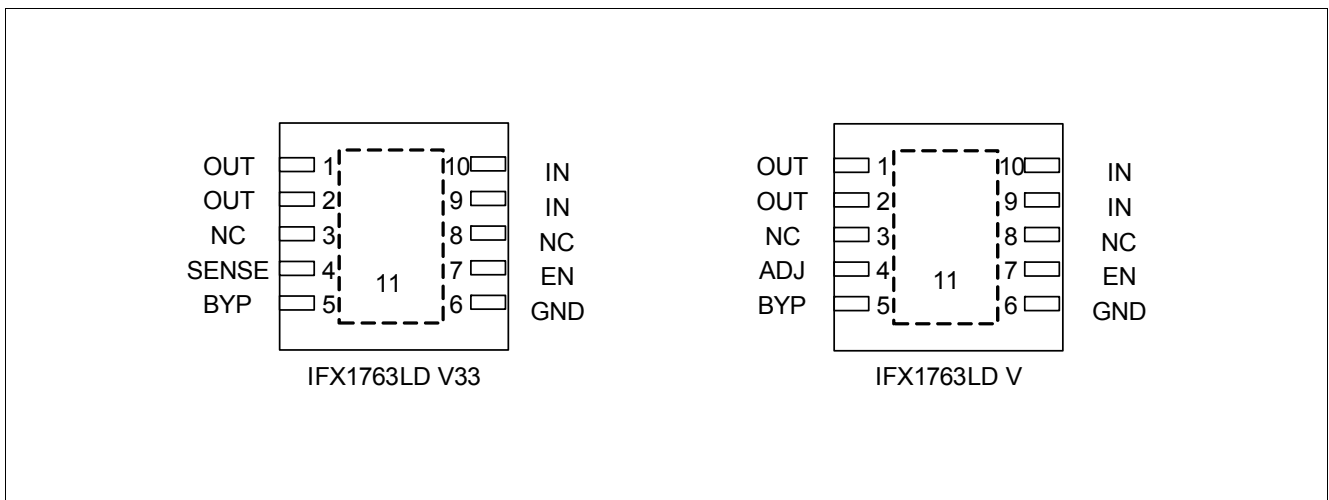 OUT 1 10 IN
OUT 2 9 IN
NC 3 8 NC
SENSE 4 7 EN
BYP 5 6 GND
11
IFX1763LD V33
OUT 1 10 IN
OUT 2 9 IN
NC 3 8 NC
ADJ 4 7 EN
BYP 5 6 GND
11
IFX1763LD V